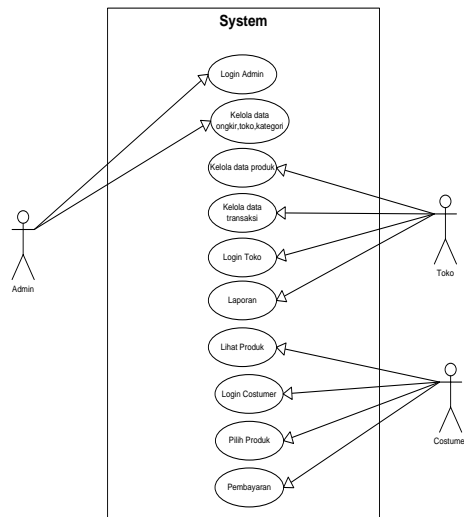 System
Login Admin
Kelola data
ongkir,toko,kategori
Kelola data produk
Kelola data
transaksi
Login Toko
Laporan
Lihat Produk
Login Costumer
Pilih Produk
Pembayaran
Admin
Toko
Costume